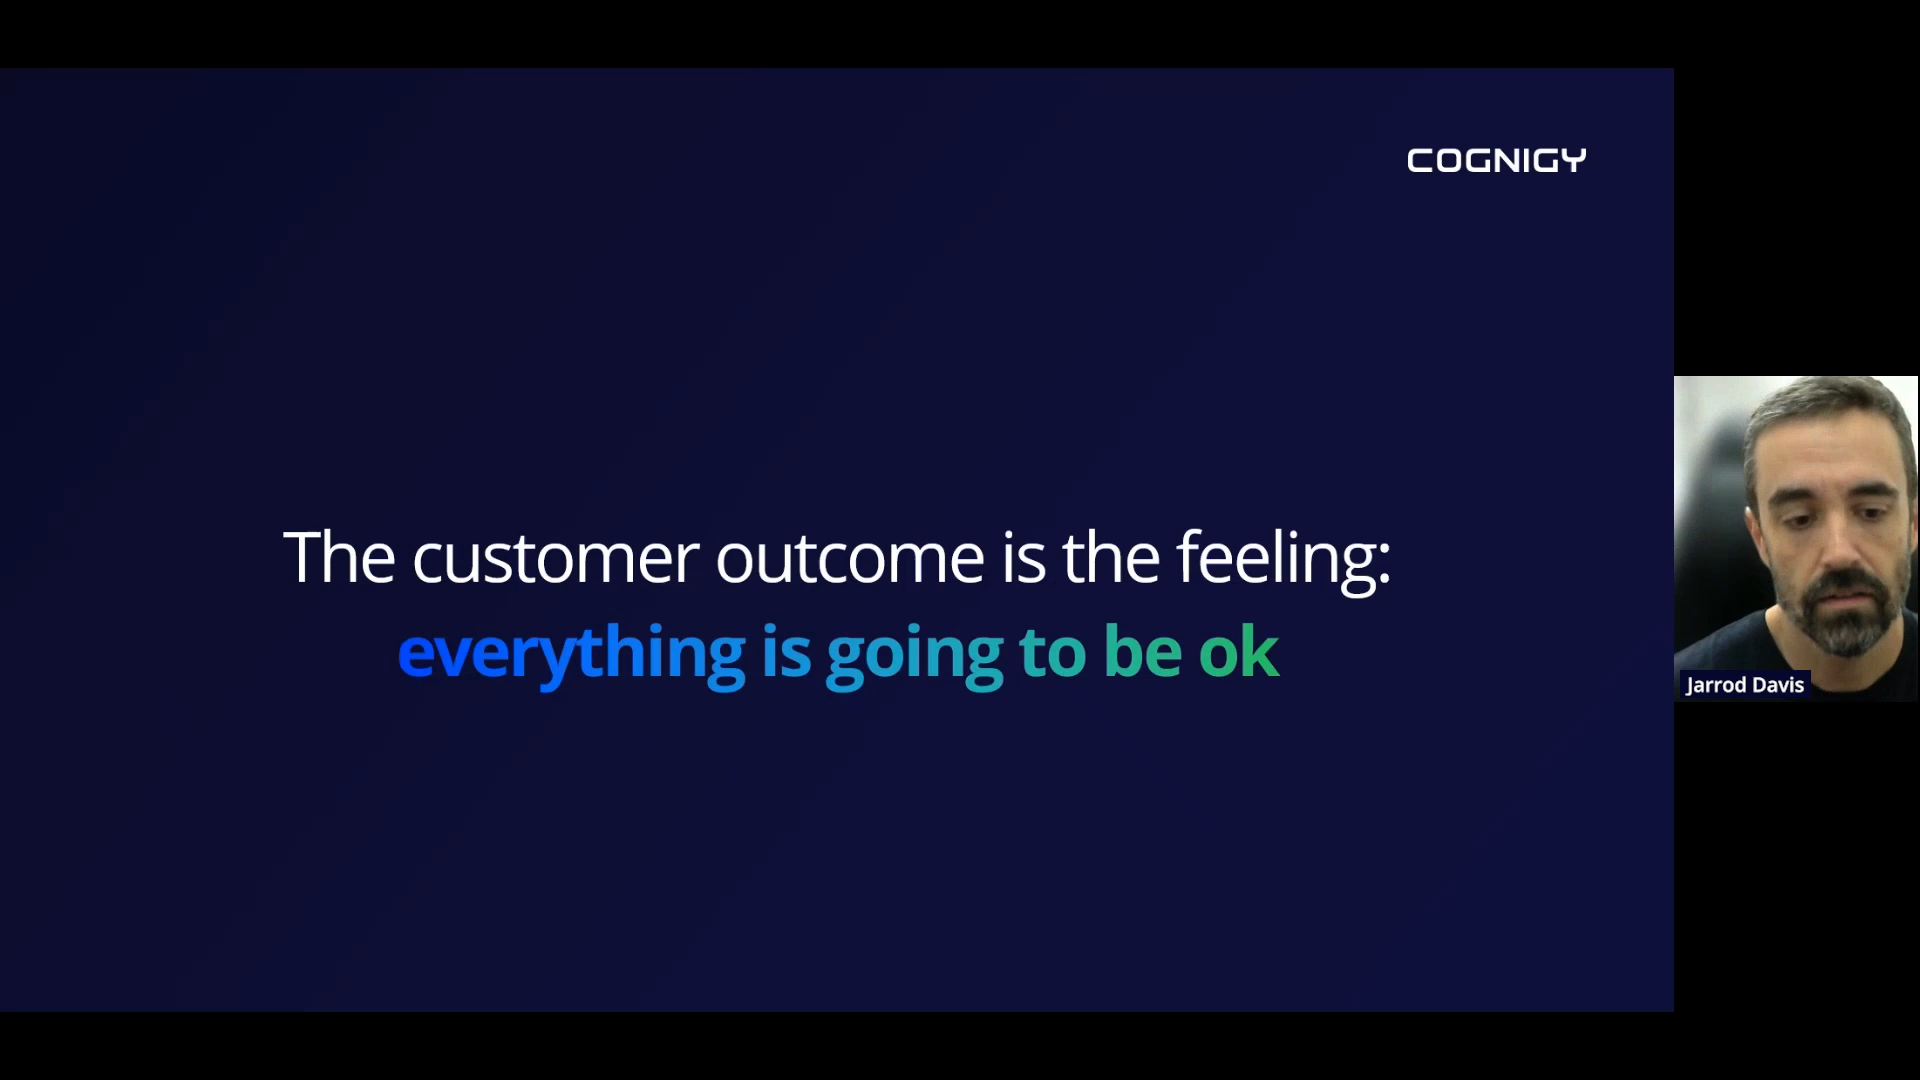 COGNIGY
The customer outcome is the feeling:
everything is going to be ok
Jarrod Davis